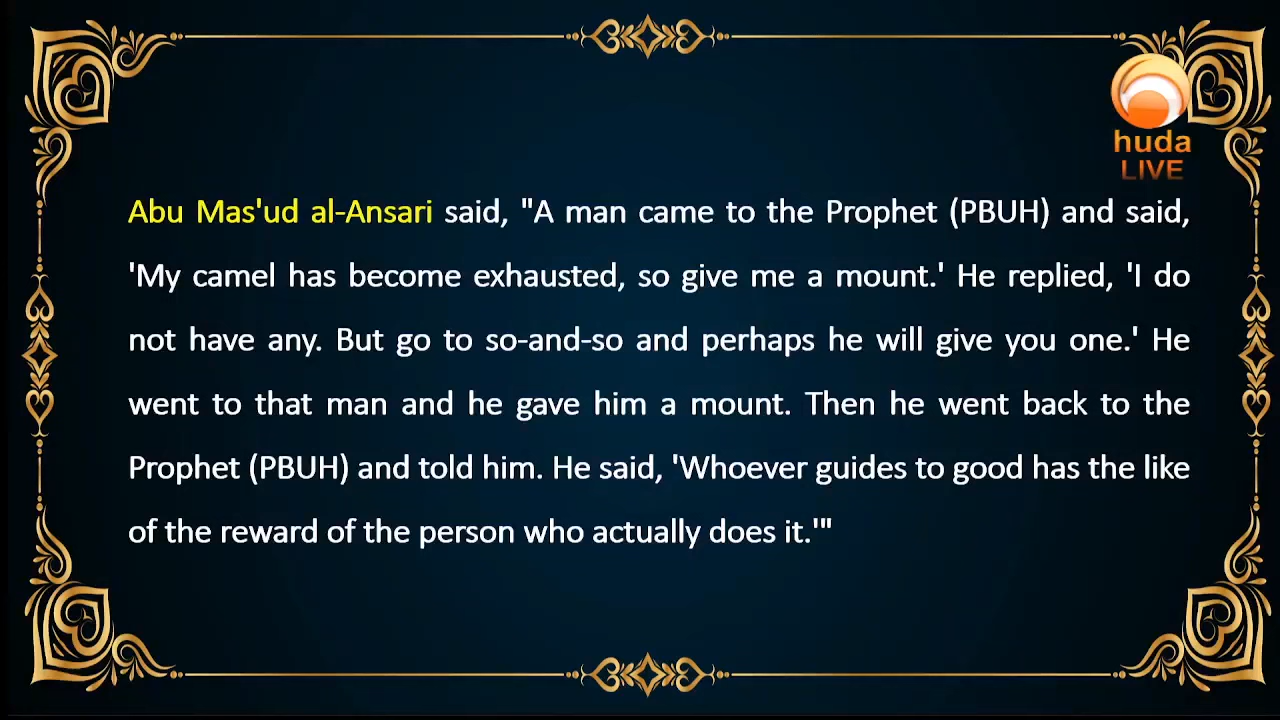 huda
LIVE
Abu Mas'ud al-Ansari said, "A man came to the Prophet (PBUH) and said,
'My camel has become exhausted, so give me a mount.' He replied, 'I do
not have any. But go to so-and-so and perhaps he will give you one.' He
went to that man and he gave him a mount. Then he went back to the
Prophet (PBUH) and told him. He said, 'Whoever guides to good has the like
of the reward of the person who actually does it.'"